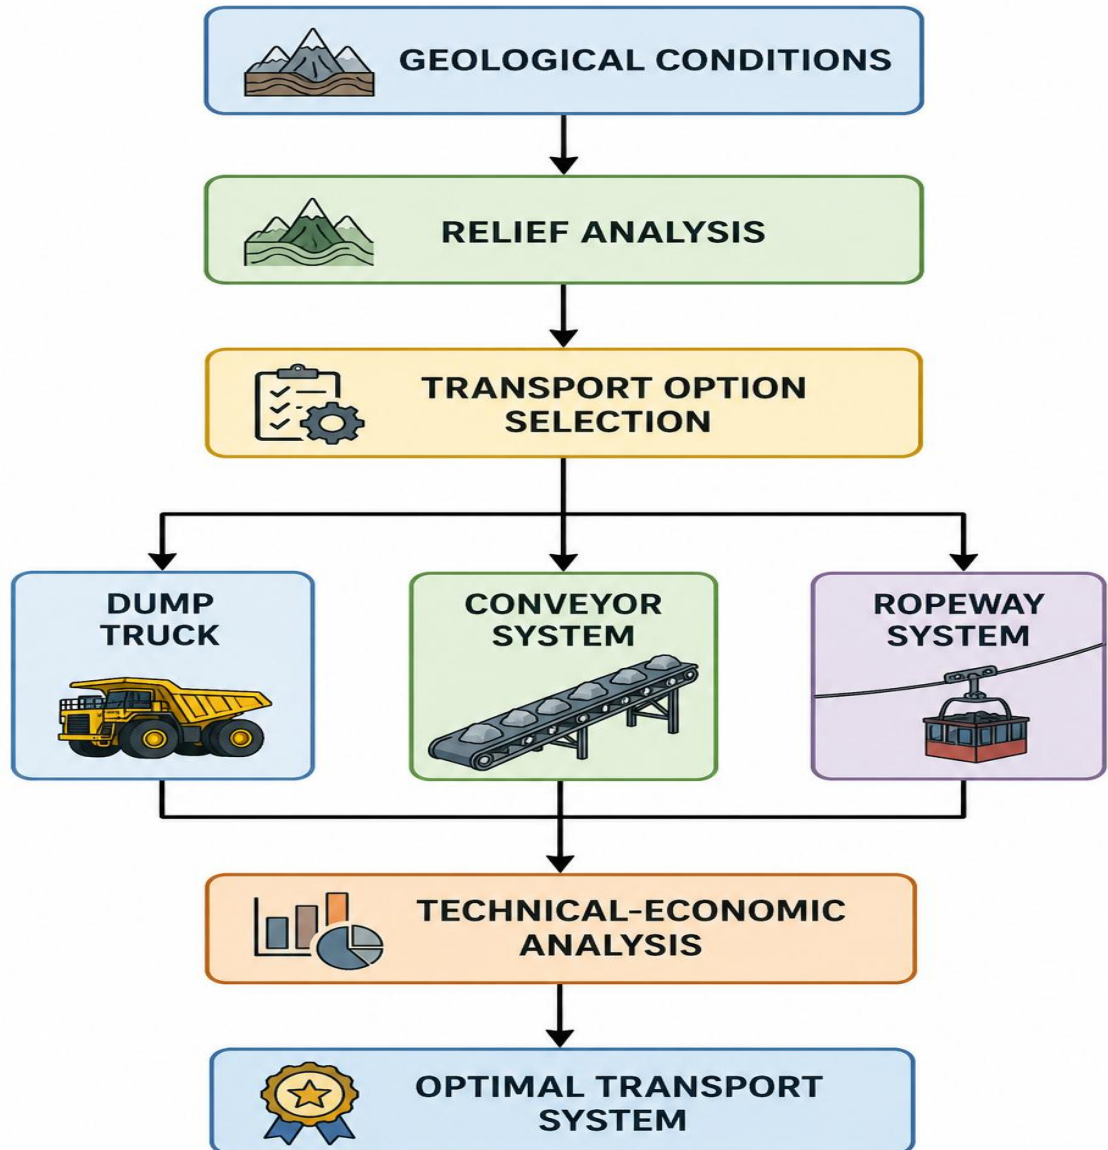 GEOLOGICAL CONDITIONS
RELIEF ANALYSIS
TRANSPORT OPTION
SELECTION
DUMP
TRUCK
CONVEYOR
SYSTEM
ROPEWAY
SYSTEM
TECHNICAL-ECONOMIC
ANALYSIS
OPTIMAL TRANSPORT
SYSTEM